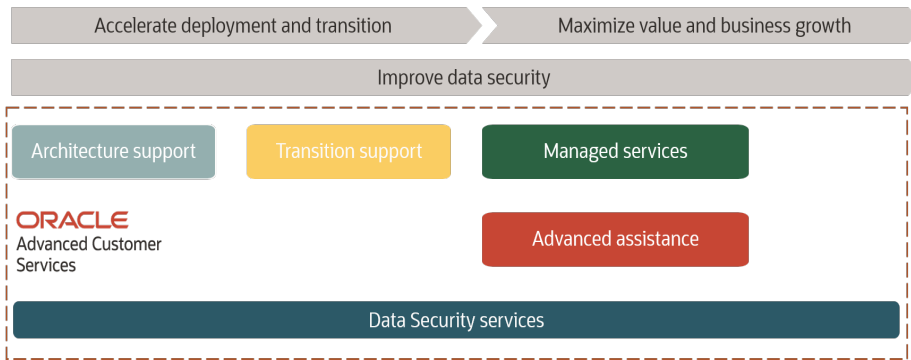 Accelerate deployment and transition
Maximize value and business growth
Improve data security
Architecture support
Transition support
Managed services
ORACLE
Advanced Customer
Services
Advanced assistance
Data Security services